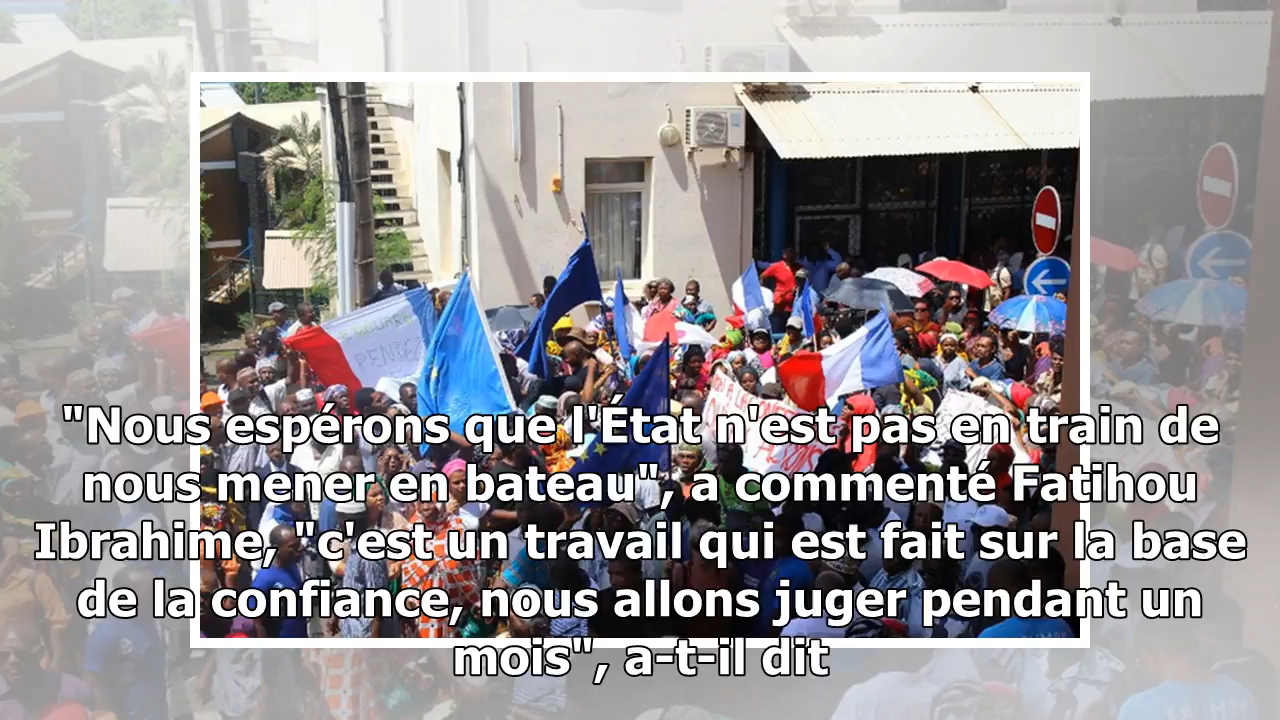 "Nous espérons que l'État n'est pas en train de
nous mener en bateau", a commenté Fatihou
Ibrahime, "c'est un travail qui est fait sur la base
de la confiance, nous allons juger pendant un
mois", a-t-il dit